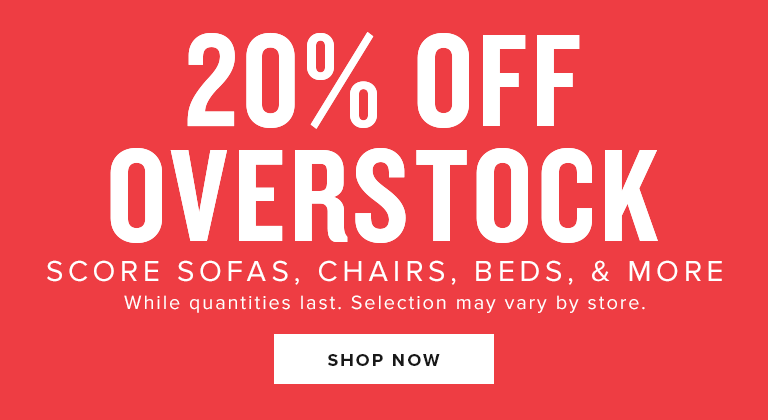 20% OFF
OVERSTOCK
SCORE SOFAS, CHAIRS, BEDS, & MORE
While quantities last. Selection may vary by store.
SHOP NOW